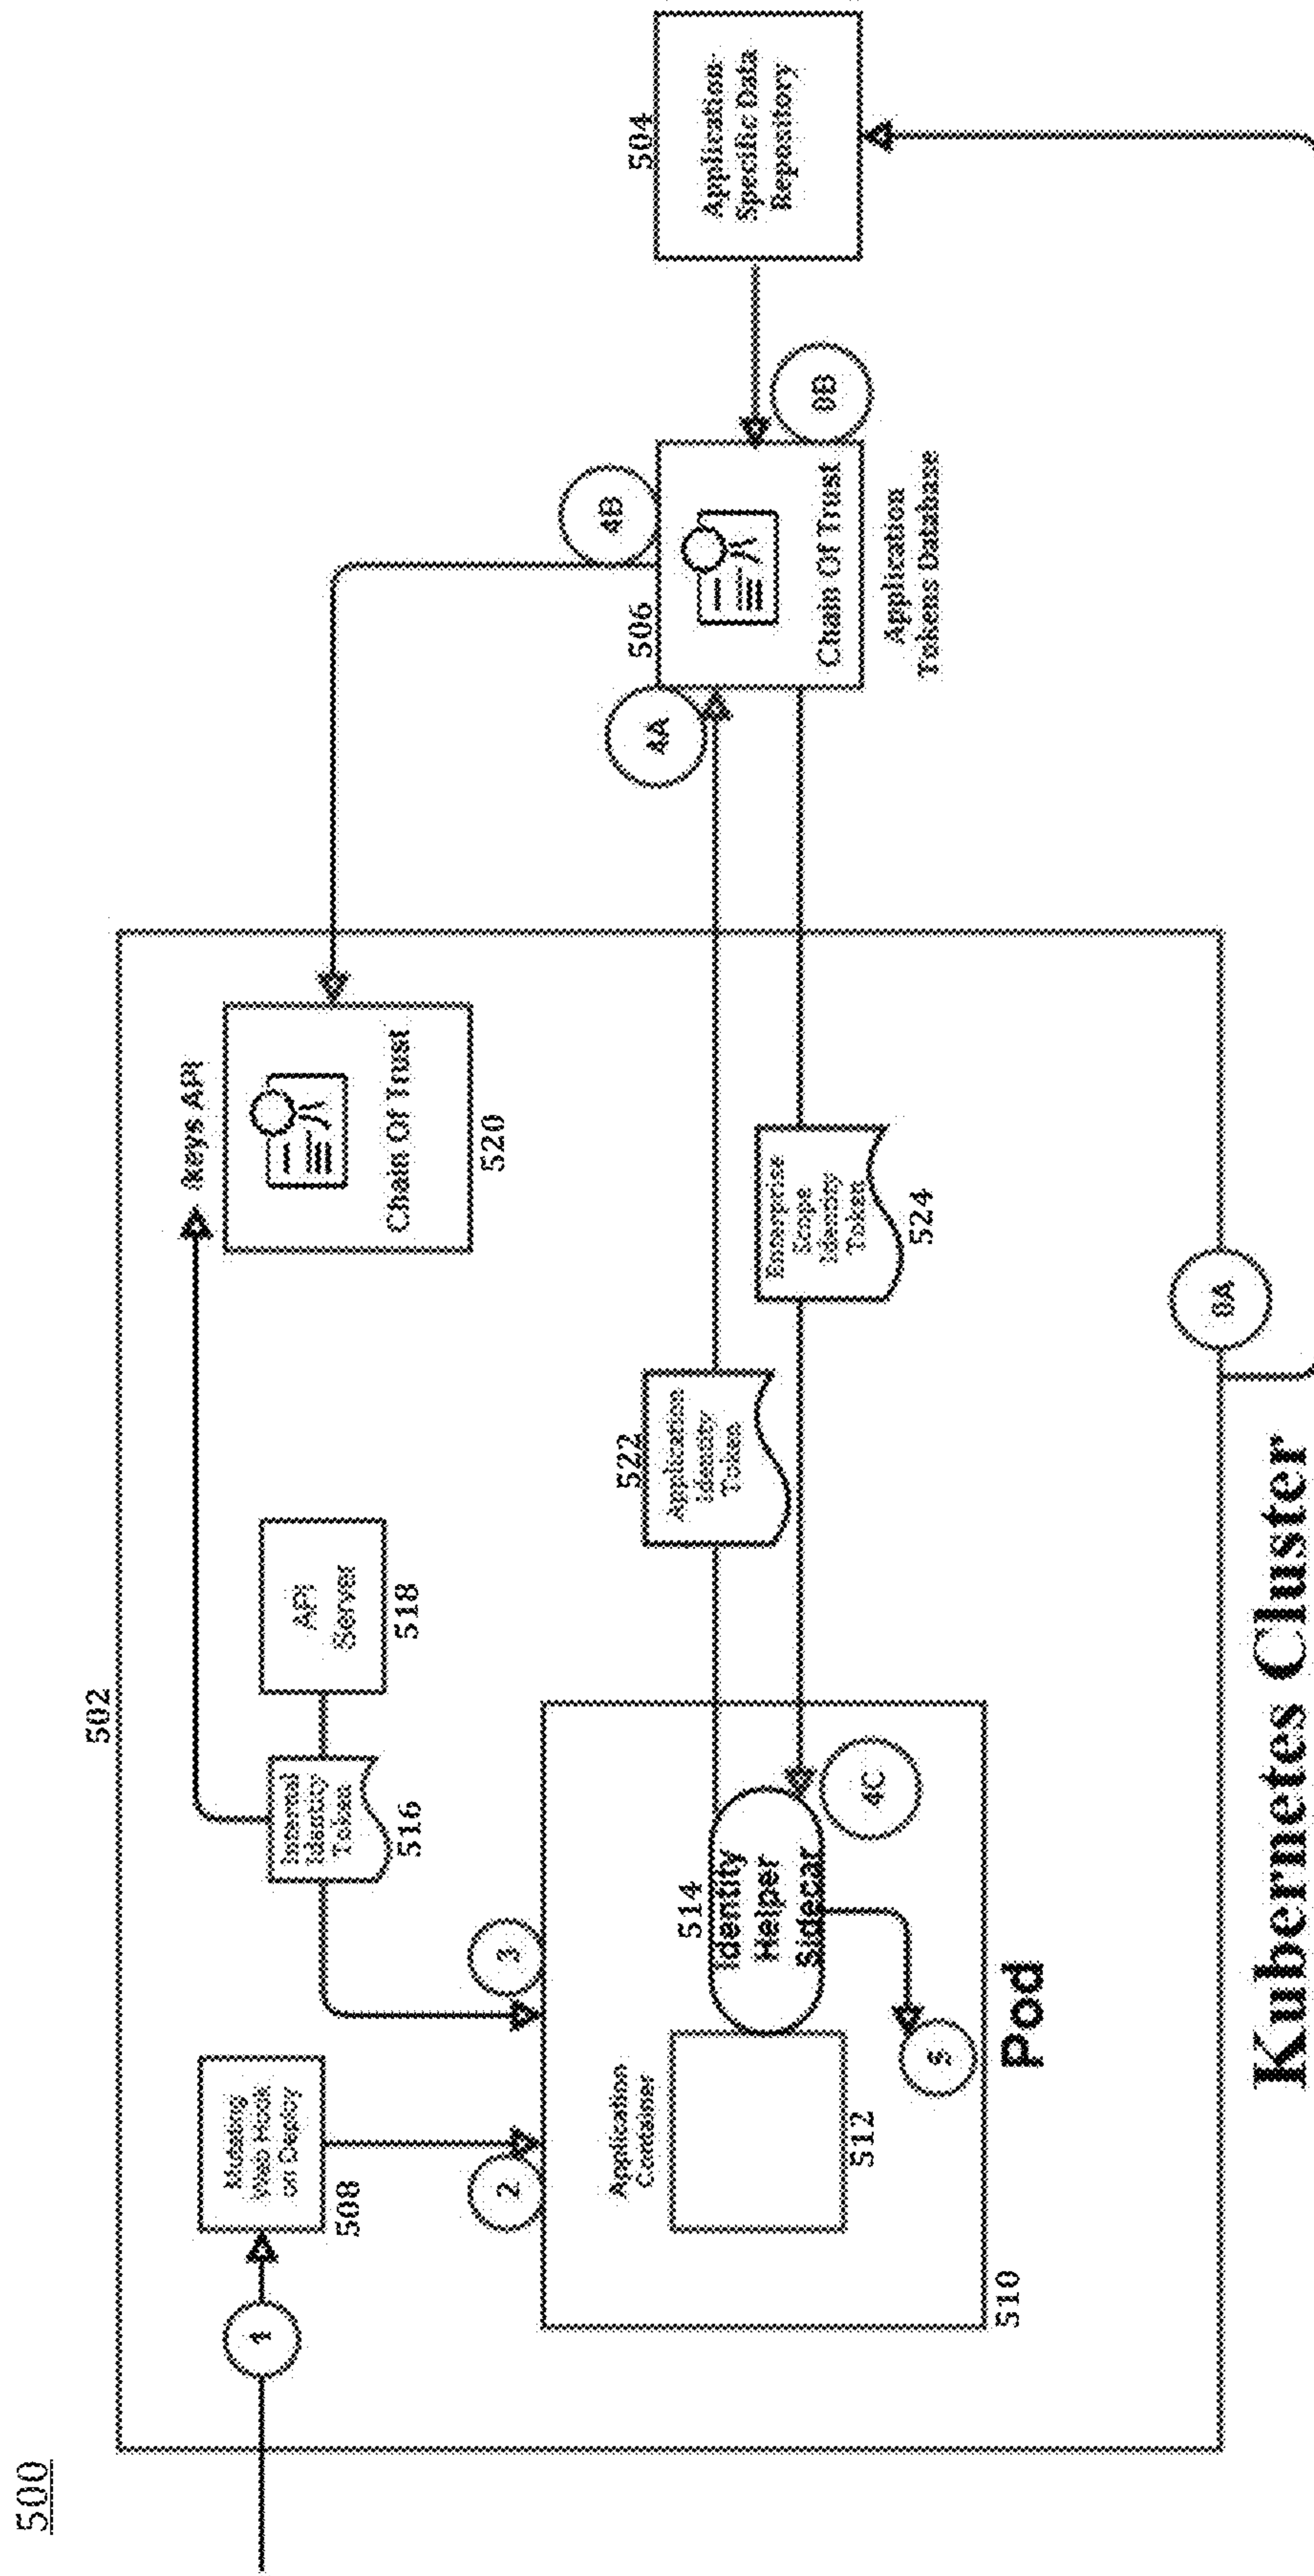 500
502
1
Mutating
Web Hook
on Deploy
508
2
3
Internal
Identity
Token
516
API
Server
518
/keys API
Chain Of Trust
520
Application
Container
512
514
Identity
Helper
Sidecar
4C
5
510
Pod
522
Application
Identity
Token
Enterprise
Scope
Identity
Token
524
4A
4B
506
Chain Of Trust
Application
Tokens Database
0B
504
Application
Specific Data
Repository
0A
Kubernetes Cluster